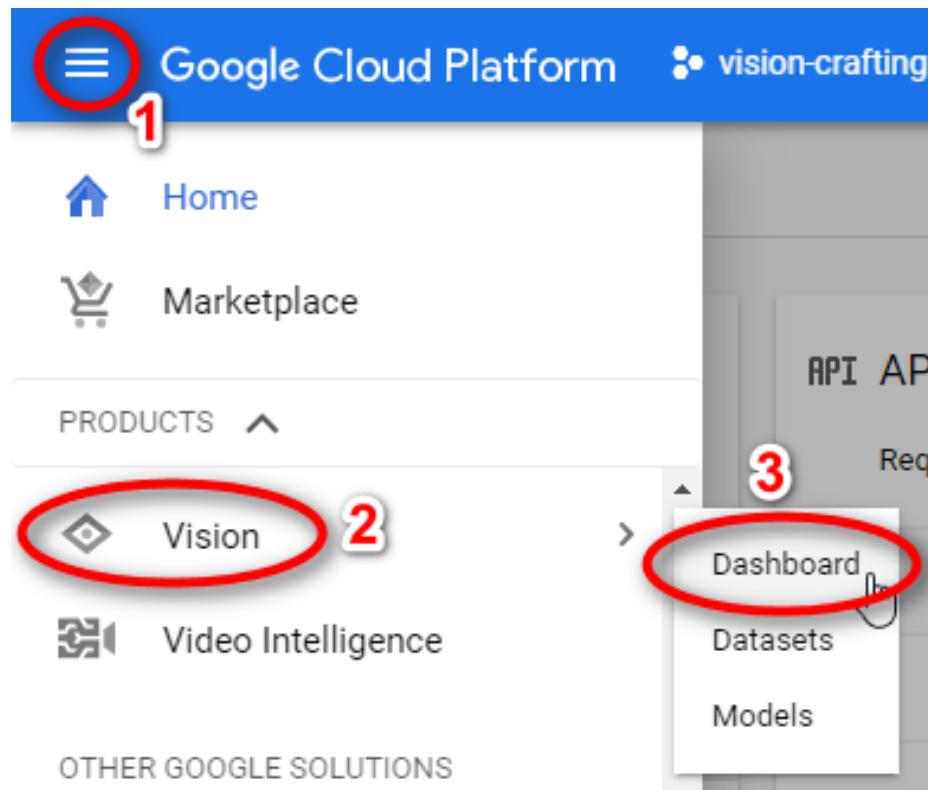 Google Cloud Platform vision-crafting
1
Home
Marketplace
API
PRODUCTS
3
Vision 2
Dashboard
Video Intelligence
Datasets
Models
OTHER GOOGLE SOLUTIONS